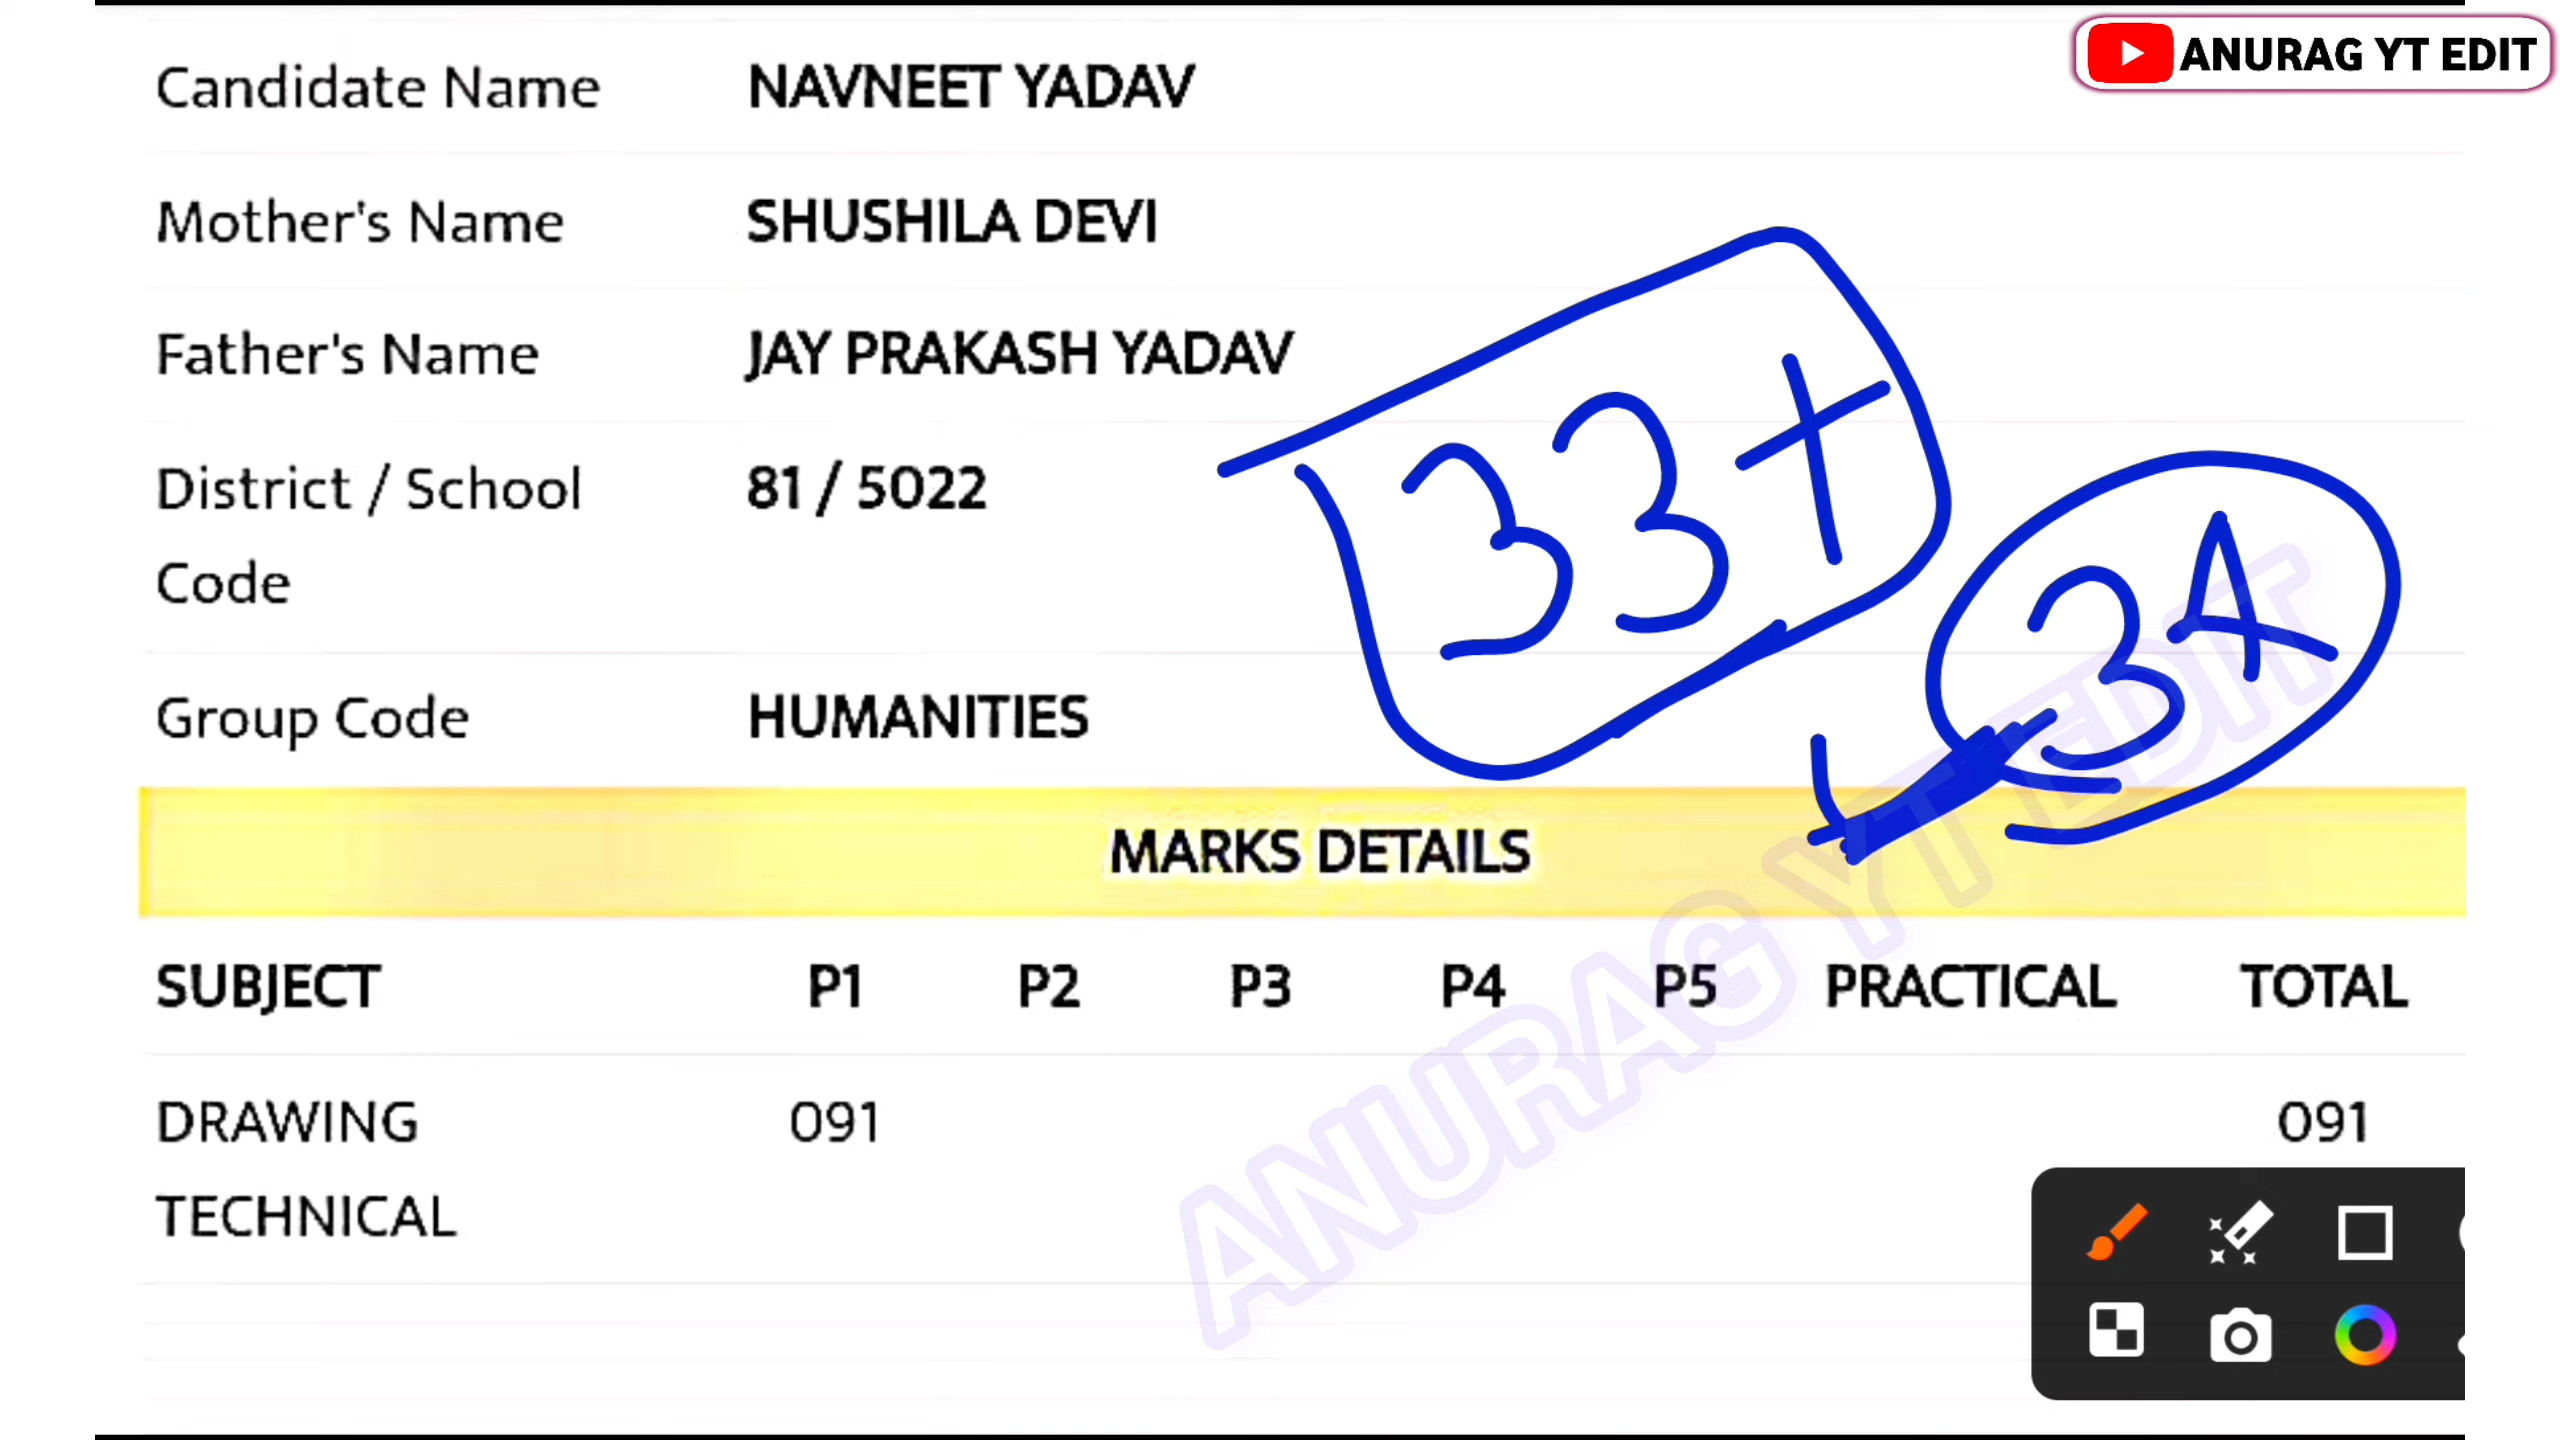 ANURAG YT EDIT
Candidate Name NAVNEET YADAV
Mother's Name SHUSHILA DEVI
Father's Name JAY PRAKASH YADAV
District / School 81 / 5022
Code
Group Code HUMANITIES
33+
34
MARKS DETAILS
SUBJECT P1 P2 P3 P4 P5 PRACTICAL TOTAL
DRAWING 091 091
TECHNICAL
ANURAG YT EDIT